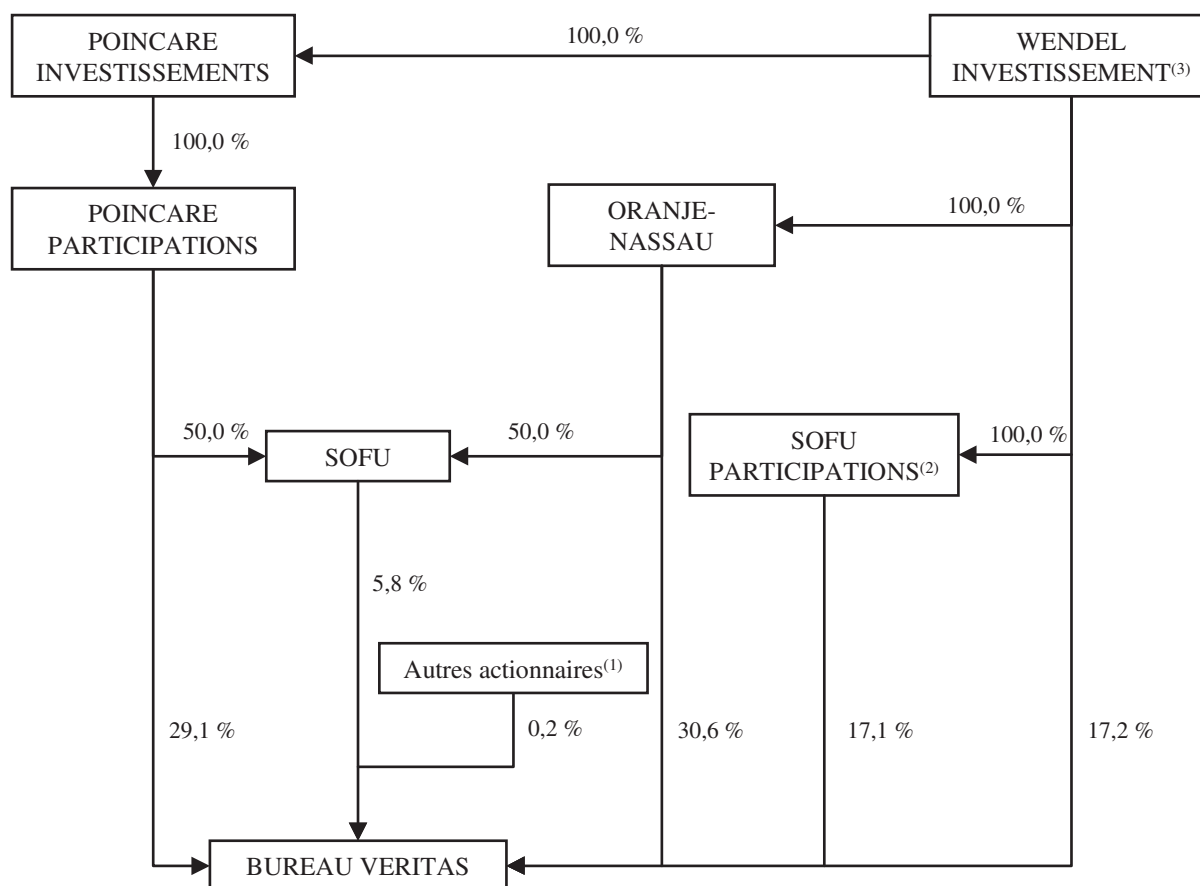 POINCARE
INVESTISSEMENTS
100,0 %
WENDEL
INVESTISSEMENT(3)
100,0 %
POINCARE
PARTICIPATIONS
ORANJE-
NASSAU
100,0 %
50,0 %
SOFU
50,0 %
SOFU
PARTICIPATIONS(2)
100,0 %
5,8 %
Autres actionnaires(1)
29,1 %
0,2 %
30,6 %
17,1 %
17,2 %
BUREAU VERITAS